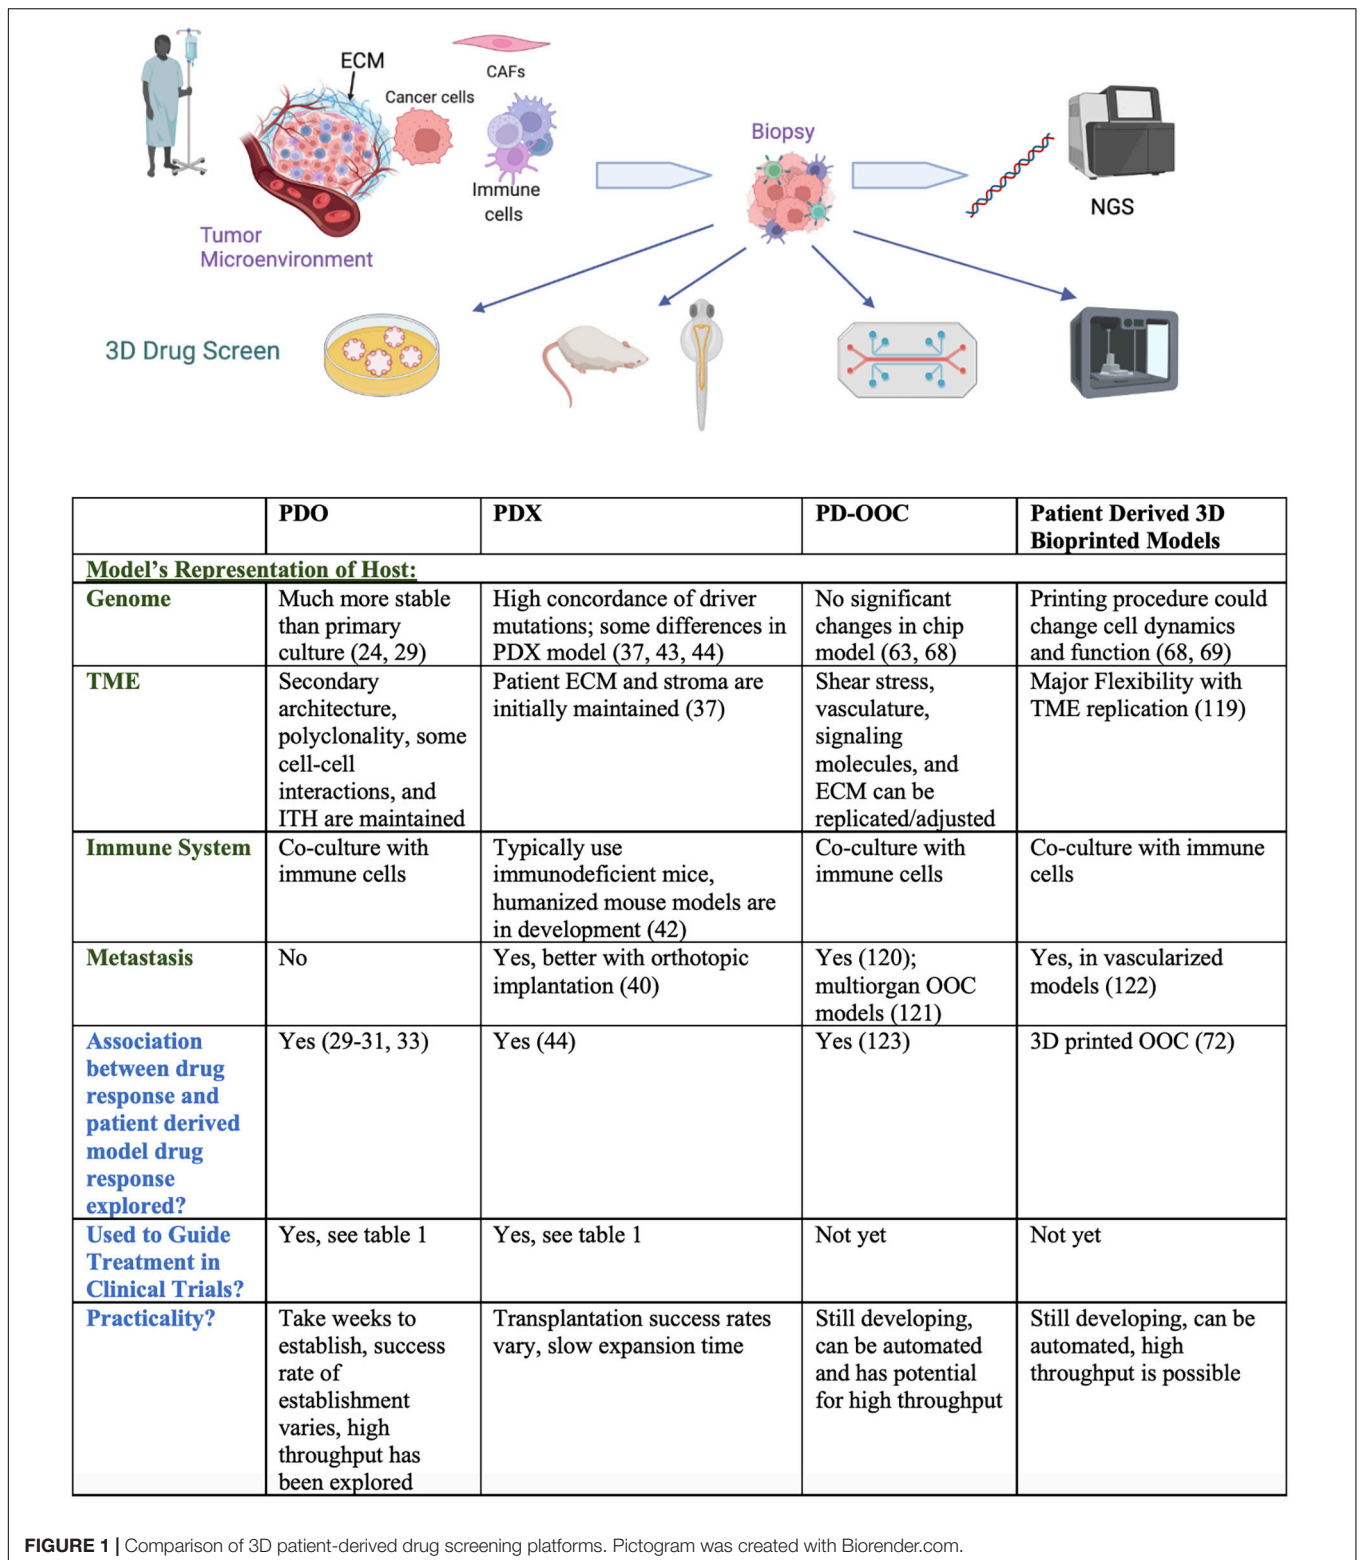 ECM
CAFs
Cancer cells
Immune
cells
Tumor
Microenvironment
Biopsy
NGS
3D Drug Screen
PDO
PDX
PD-OOC
Patient Derived 3D
Bioprinted Models
Model's Representation of Host:
Genome
Much more stable
than primary
culture (24, 29)
High concordance of driver
mutations; some differences in
PDX model (37, 43, 44)
No significant
changes in chip
model (63, 68)
Printing procedure could
change cell dynamics
and function (68, 69)
TME
Secondary
architecture,
polyclonality, some
cell-cell
interactions, and
ITH are maintained
Patient ECM and stroma are
initially maintained (37)
Shear stress,
vasculature,
signaling
molecules, and
ECM can be
replicated/adjusted
Major Flexibility with
TME replication (119)
Immune System
Co-culture with
immune cells
Typically use
immunodeficient mice,
humanized mouse models are
in development (42)
Co-culture with
immune cells
Co-culture with immune
cells
Metastasis
No
Yes, better with orthotopic
implantation (40)
Yes (120);
multiorgan OOC
models (121)
Yes, in vascularized
models (122)
Association
between drug
response and
patient derived
model drug
response
explored?
Yes (29-31, 33)
Yes (44)
Yes (123)
3D printed OOC (72)
Used to Guide
Treatment in
Clinical Trials?
Yes, see table 1
Yes, see table 1
Not yet
Not yet
Practicality?
Take weeks to
establish, success
rate of
establishment
varies, high
throughput has
been explored
Transplantation success rates
vary, slow expansion time
Still developing,
can be automated
and has potential
for high throughput
Still developing, can be
automated, high
throughput is possible
FIGURE 1 | Comparison of 3D patient-derived drug screening platforms. Pictogram was created with Biorender.com.